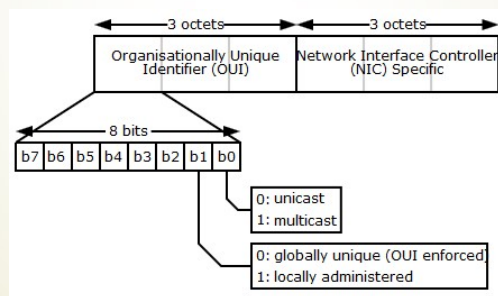 3 octets
3 octets
Organisationally Unique
Identifier (OUI)
Network Interface Controller
(NIC) Specific
8 bits
b7 b6 b5 b4 b3 b2 b1 b0
0: unicast
1: multicast
0: globally unique (OUI enforced)
1: locally administered